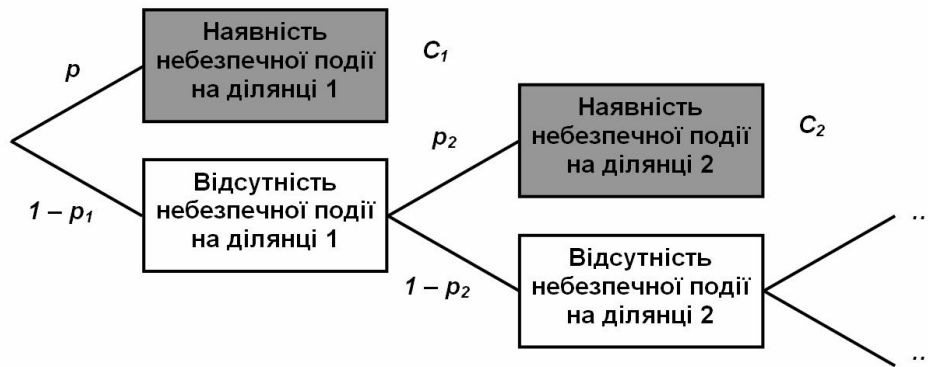 Наявність
небезпечної події
на ділянці 1
C1
p
1 – p1
Відсутність
небезпечної події
на ділянці 1
p2
Наявність
небезпечної події
на ділянці 2
C2
1 – p2
Відсутність
небезпечної події
на ділянці 2
..
..